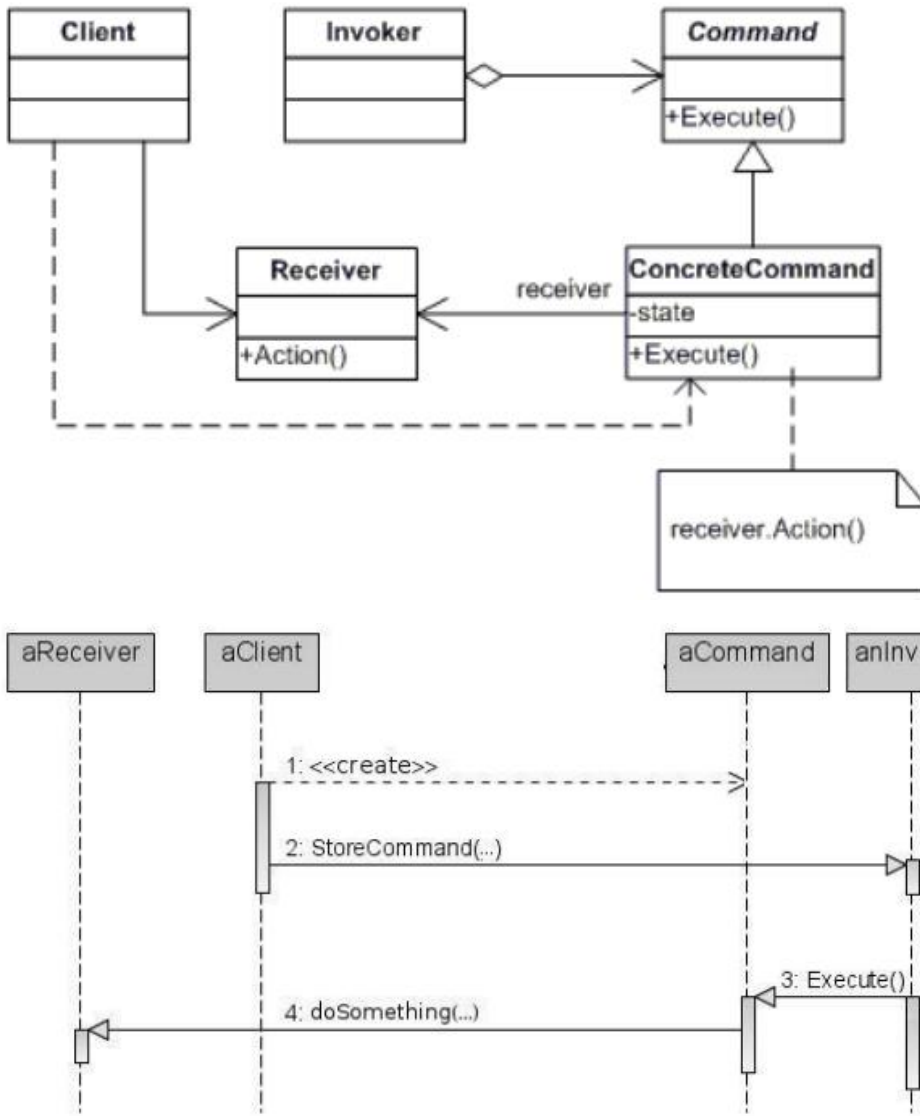 Client
Invoker
Command
+Execute()
Receiver
+Action()
receiver
ConcreteCommand
-state
+Execute()
receiver.Action()
aReceiver
aClient
aCommand
anInv
1: <<create>>
2: StoreCommand(...)
3: Execute()
4: doSomething(...)